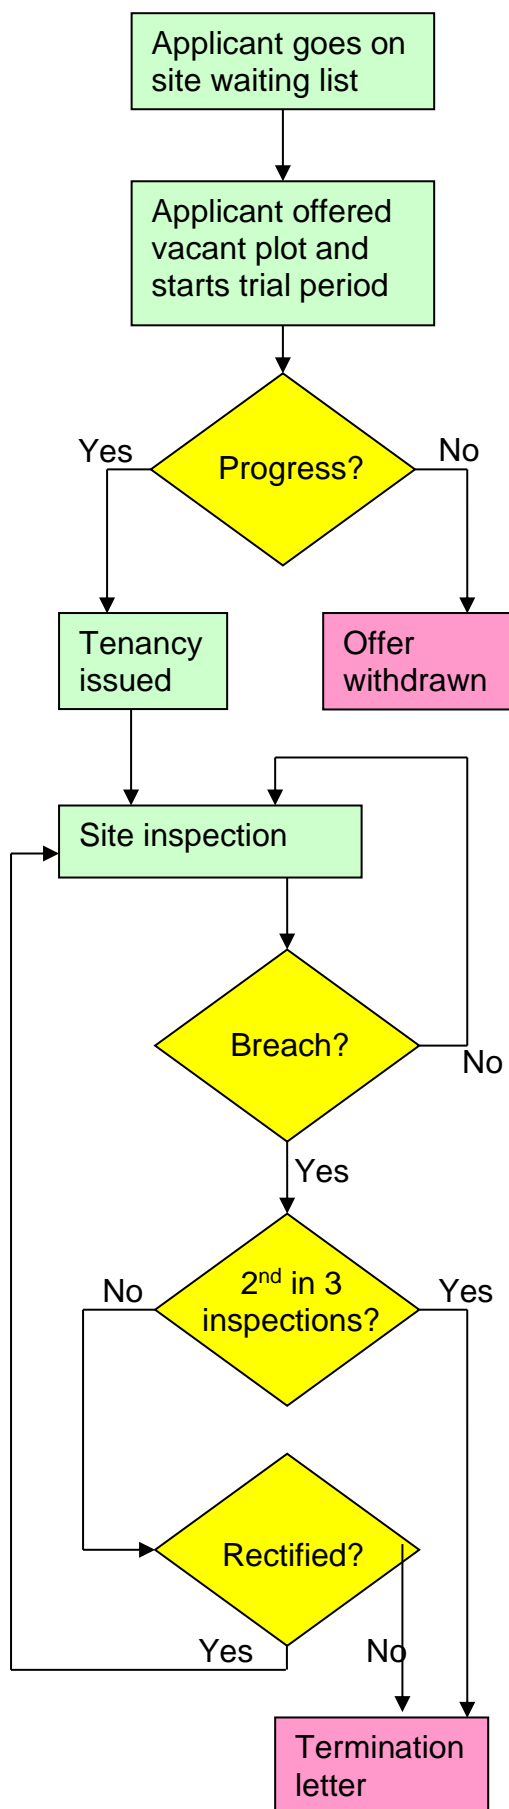 Applicant goes on
site waiting list
Applicant offered
vacant plot and
starts trial period
Yes
No
Progress?
Tenancy
issued
Offer
withdrawn
Site inspection
Breach?
No
Yes
No
2nd in 3
inspections?
Yes
Rectified?
Yes
No
Termination
letter